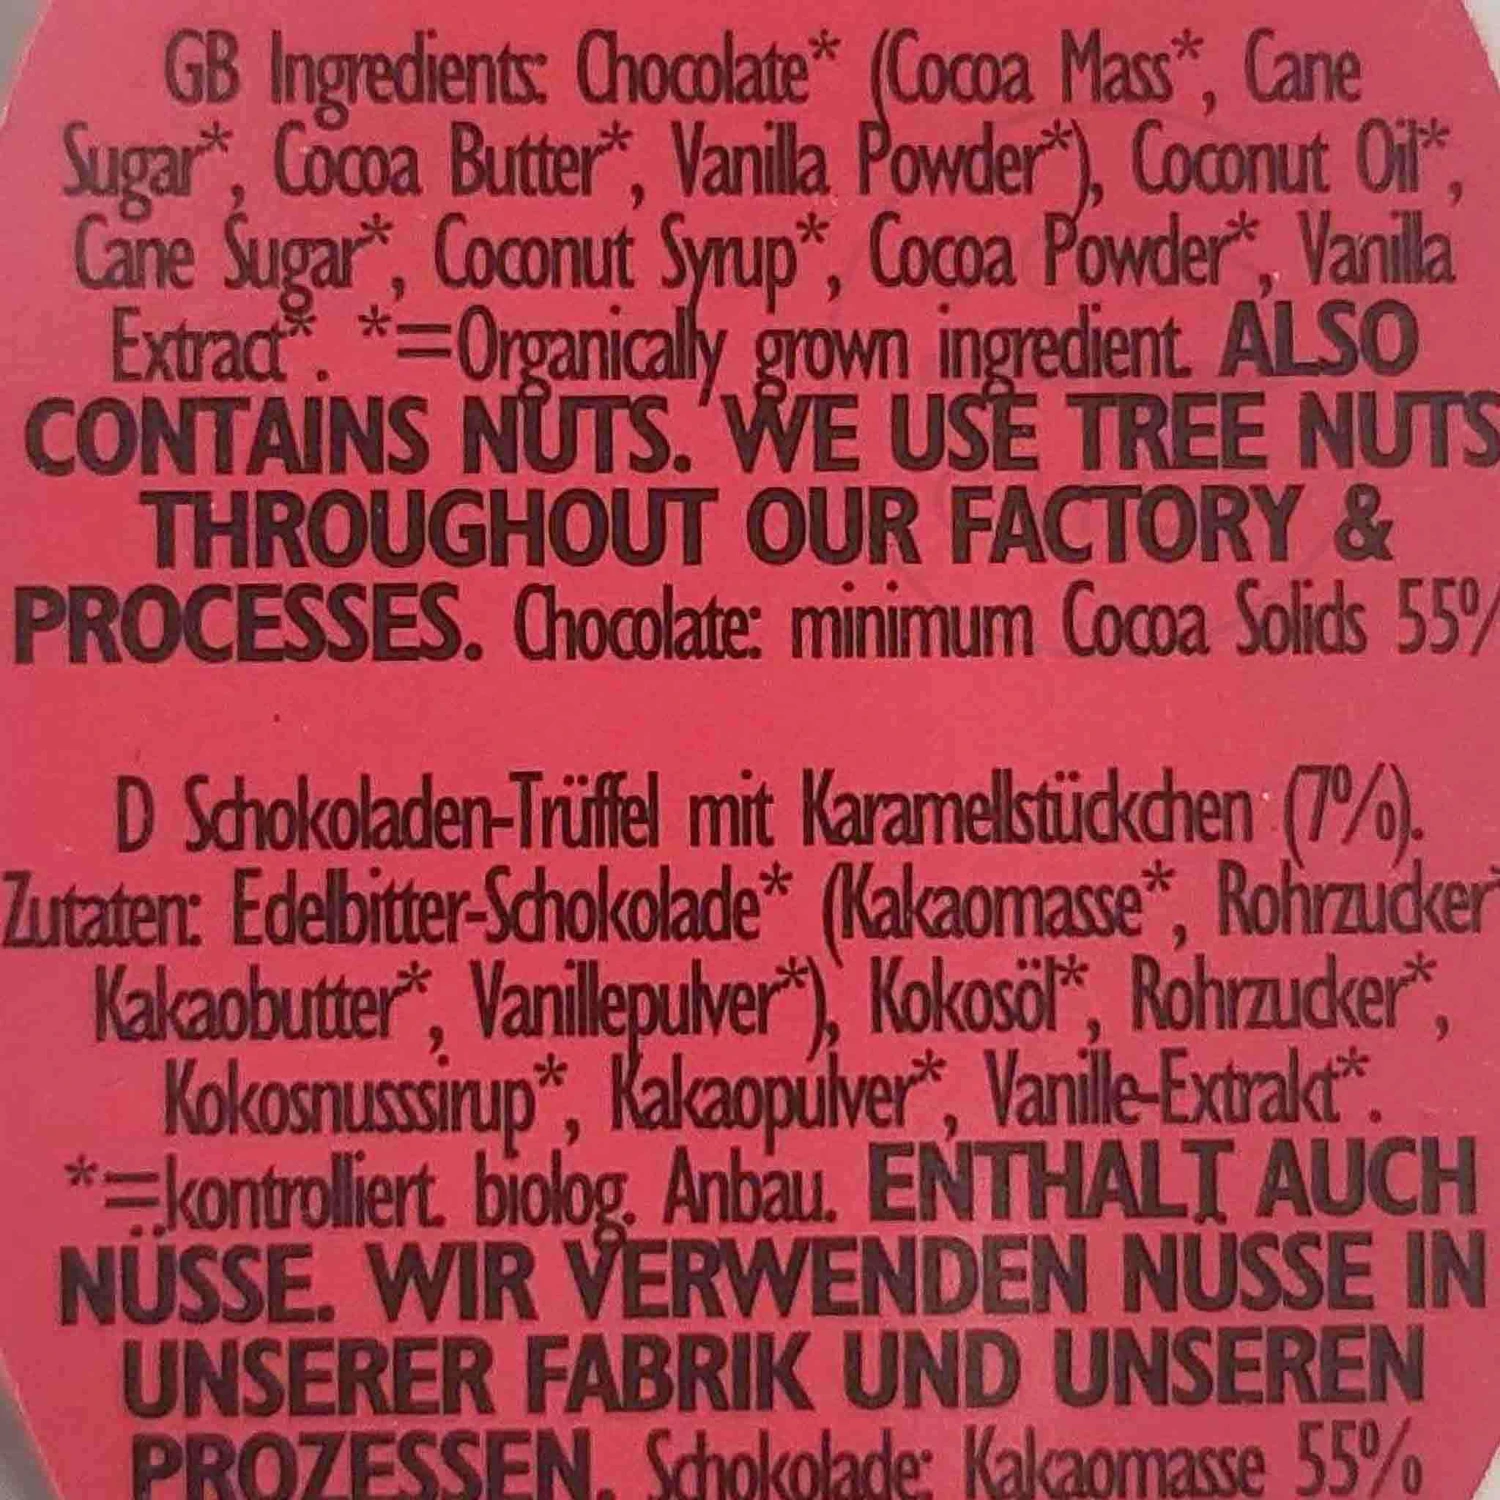 GB Ingredients: Chocolate* (Cocoa Mass*, Cane
Sugar*, Cocoa Butter*, Vanilla Powder*), Coconut Oil*,
Cane Sugar*, Coconut Syrup*, Cocoa Powder*, Vanilla
Extract*. *=Organically grown ingredient. ALSO
CONTAINS NUTS. WE USE TREE NUTS
THROUGHOUT OUR FACTORY &
PROCESSES. Chocolate: minimum Cocoa Solids 55%
D Schokoladen-Trüffel mit Karamellstückchen (7%).
Zutaten: Edelbitter-Schokolade* (Kakaomasse*, Rohrzucker*
Kakaobutter*, Vanillepulver*), Kokosöl*, Rohrzucker*,
Kokosnusssirup*, Kakaopulver*, Vanille-Extrakt*.
*=kontrolliert. biolog. Anbau. ENTHALT AUCH
NÜSSE. WIR VERWENDEN NÜSSE IN
UNSERER FABRIK UND UNSEREN
PROZESSEN. Schokolade: Kakaomasse 55%